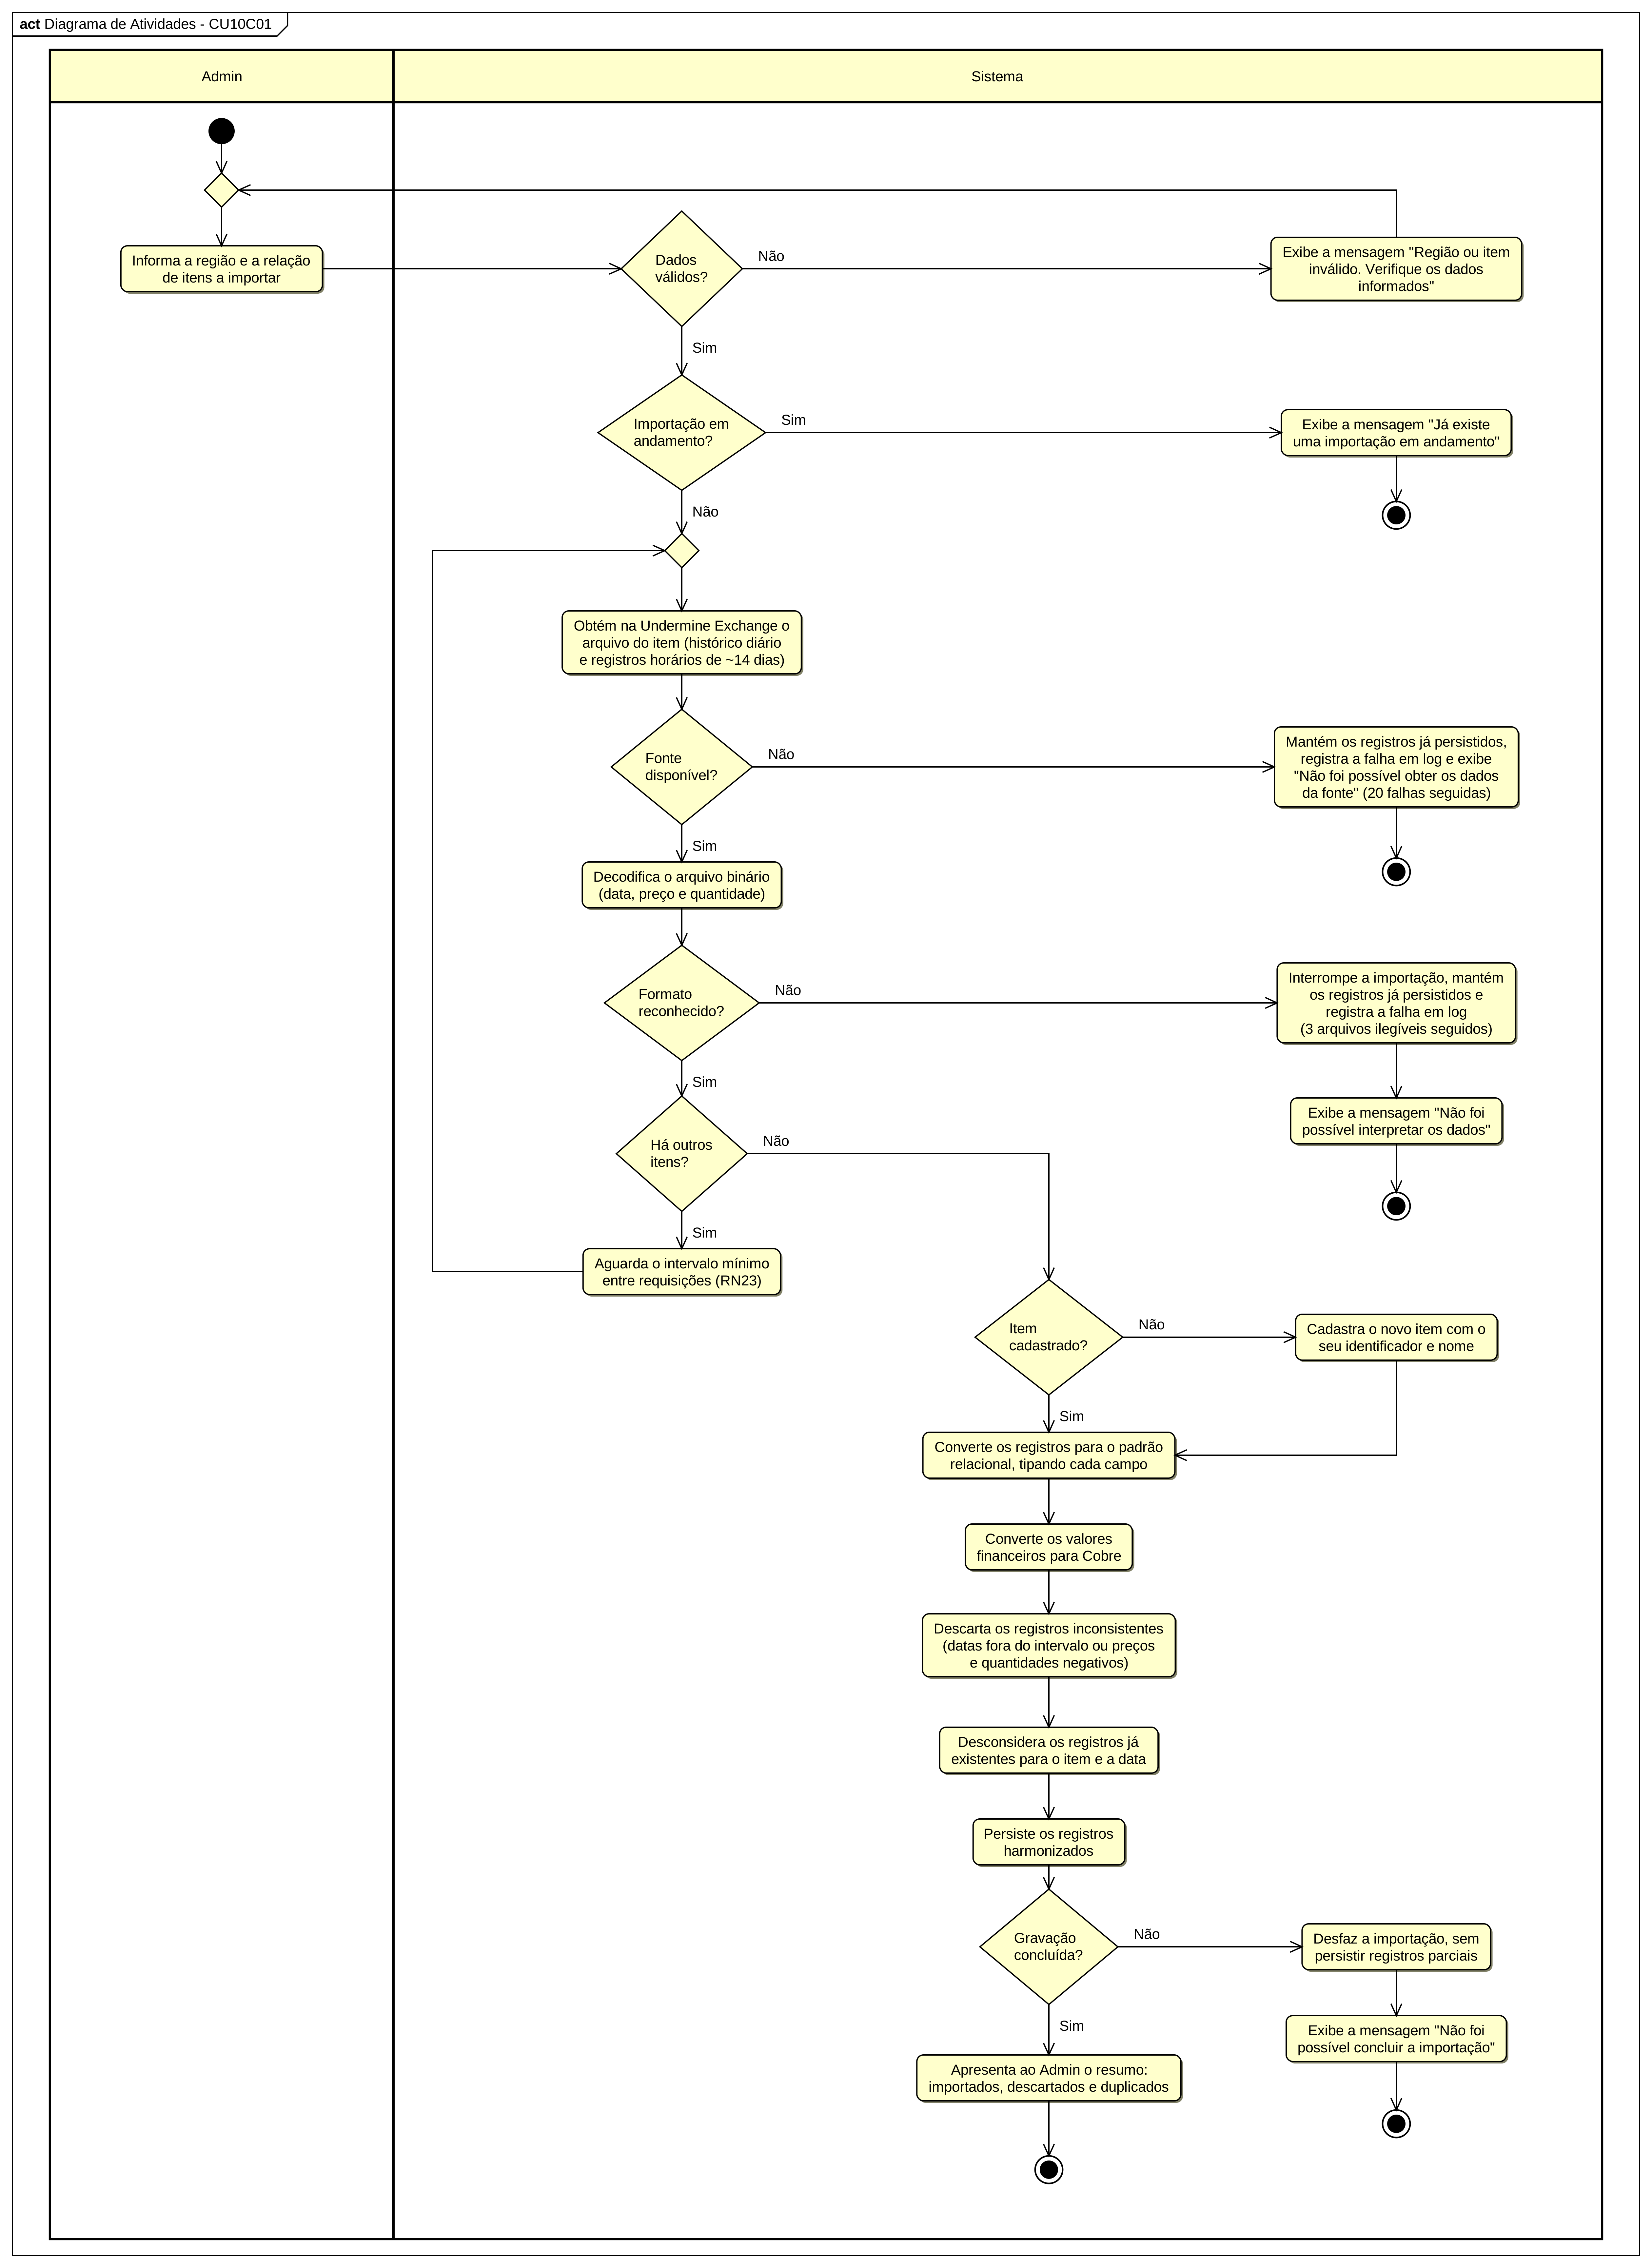 act Diagrama de Atividades - CU10C01
Admin
Sistema
Informa a região e a relação
de itens a importar
Dados
válidos?
Não
Exibe a mensagem "Região ou item
inválido. Verifique os dados
informados"
Sim
Importação em
andamento?
Sim
Exibe a mensagem "Já existe
uma importação em andamento"
Não
Obtém na Undermine Exchange o
arquivo do item (histórico diário
e registros horários de ~14 dias)
Fonte
disponível?
Não
Mantém os registros já persistidos,
registra a falha em log e exibe
"Não foi possível obter os dados
da fonte" (20 falhas seguidas)
Sim
Decodifica o arquivo binário
(data, preço e quantidade)
Formato
reconhecido?
Não
Interrompe a importação, mantém
os registros já persistidos e
registra a falha em log
(3 arquivos ilegíveis seguidos)
Sim
Exibe a mensagem "Não foi
possível interpretar os dados"
Há outros
itens?
Não
Sim
Aguarda o intervalo mínimo
entre requisições (RN23)
Item
cadastrado?
Não
Cadastra o novo item com o
seu identificador e nome
Sim
Converte os registros para o padrão
relacional, tipando cada campo
Converte os valores
financeiros para Cobre
Descarta os registros inconsistentes
(datas fora do intervalo ou preços
e quantidades negativos)
Desconsidera os registros já
existentes para o item e a data
Persiste os registros
harmonizados
Gravação
concluída?
Não
Desfaz a importação, sem
persistir registros parciais
Sim
Exibe a mensagem "Não foi
possível concluir a importação"
Apresenta ao Admin o resumo:
importados, descartados e duplicados